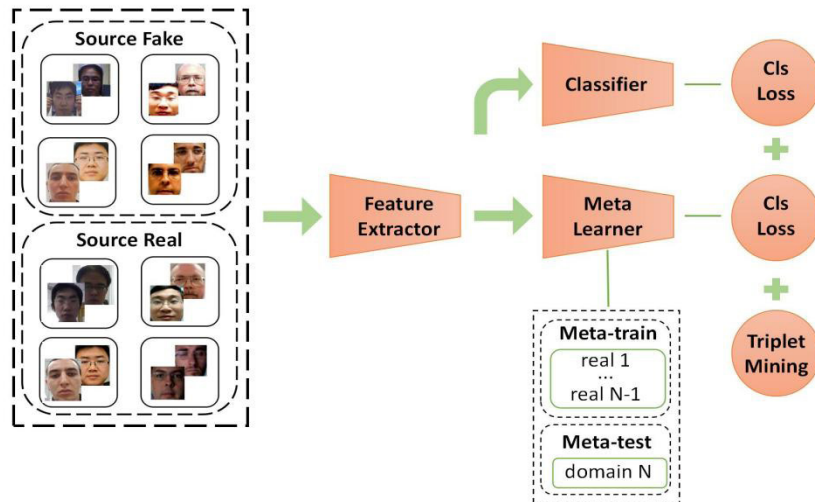 Source Fake
Source Real
Feature
Extractor
Classifier
Cls
Loss
Meta
Learner
Cls
Loss
Triplet
Mining
Meta-train
real 1
...
real N-1
Meta-test
domain N